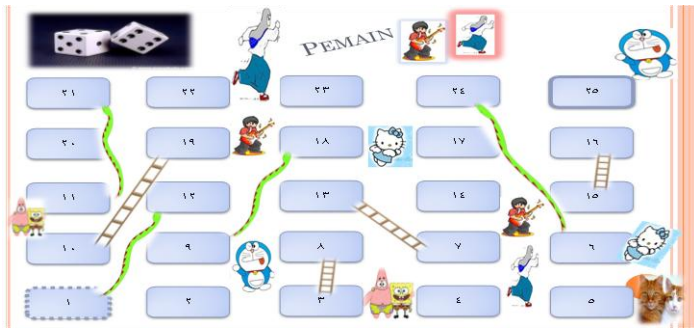 PEMAIN
٢١ ٢٢ ٢٣ ٢٤ ٢٥
٢٠ ١٩ ١٨ ١٧ ١٦
١١ ١٢ ١٣ ١٤ ١٥
١٠ ٩ ٨ ٧ ٦
١ ٢ ٣ ٤ ٥